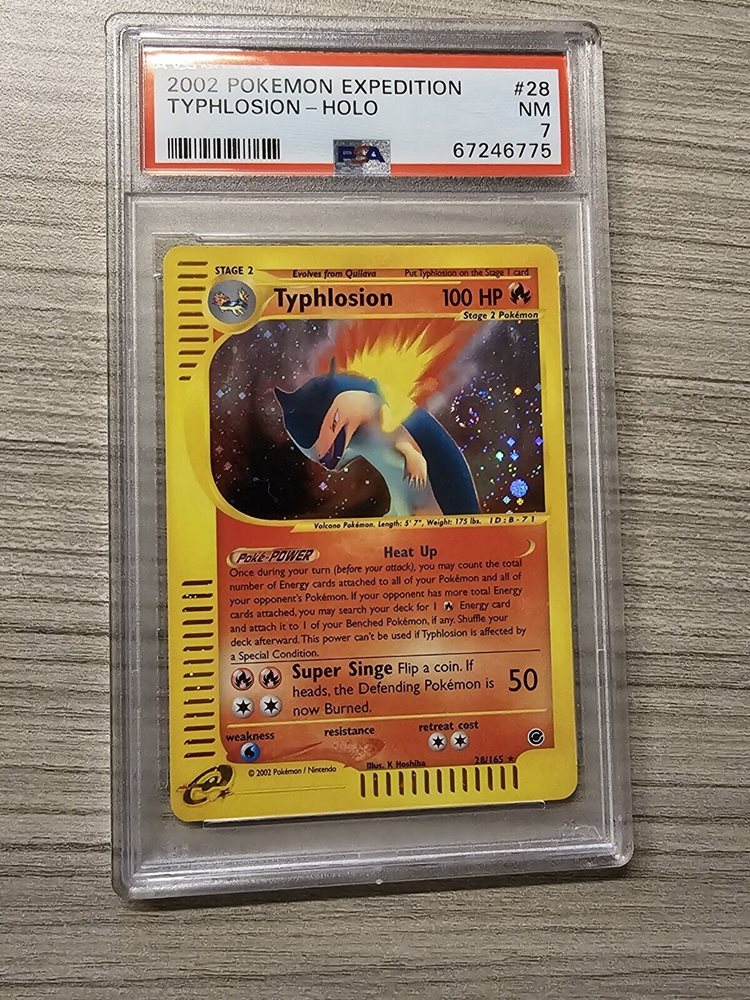 2002 POKEMON EXPEDITION #28
TYPHLOSION – HOLO NM
7
PSA 67246775
STAGE 2 Evolves from Quilava Put Typhlosion on the Stage 1 card
Typhlosion 100 HP
Stage 2 Pokémon
Volcano Pokémon. Length: 5' 7", Weight: 175 lbs. ID:B-71
Poké-POWER Heat Up
Once during your turn (before your attack), you may count the total
number of Energy cards attached to all of your Pokémon and all of
your opponent's Pokémon. If your opponent has more total Energy
cards attached, you may search your deck for 1 Energy card
and attach it to 1 of your Benched Pokémon, if any. Shuffle your
deck afterward. This power can't be used if Typhlosion is affected by
a Special Condition.
Super Singe Flip a coin. If
heads, the Defending Pokémon is 50
now Burned.
weakness resistance retreat cost
Illus. K Hoshiba 28/165 ★
© 2002 Pokémon / Nintendo